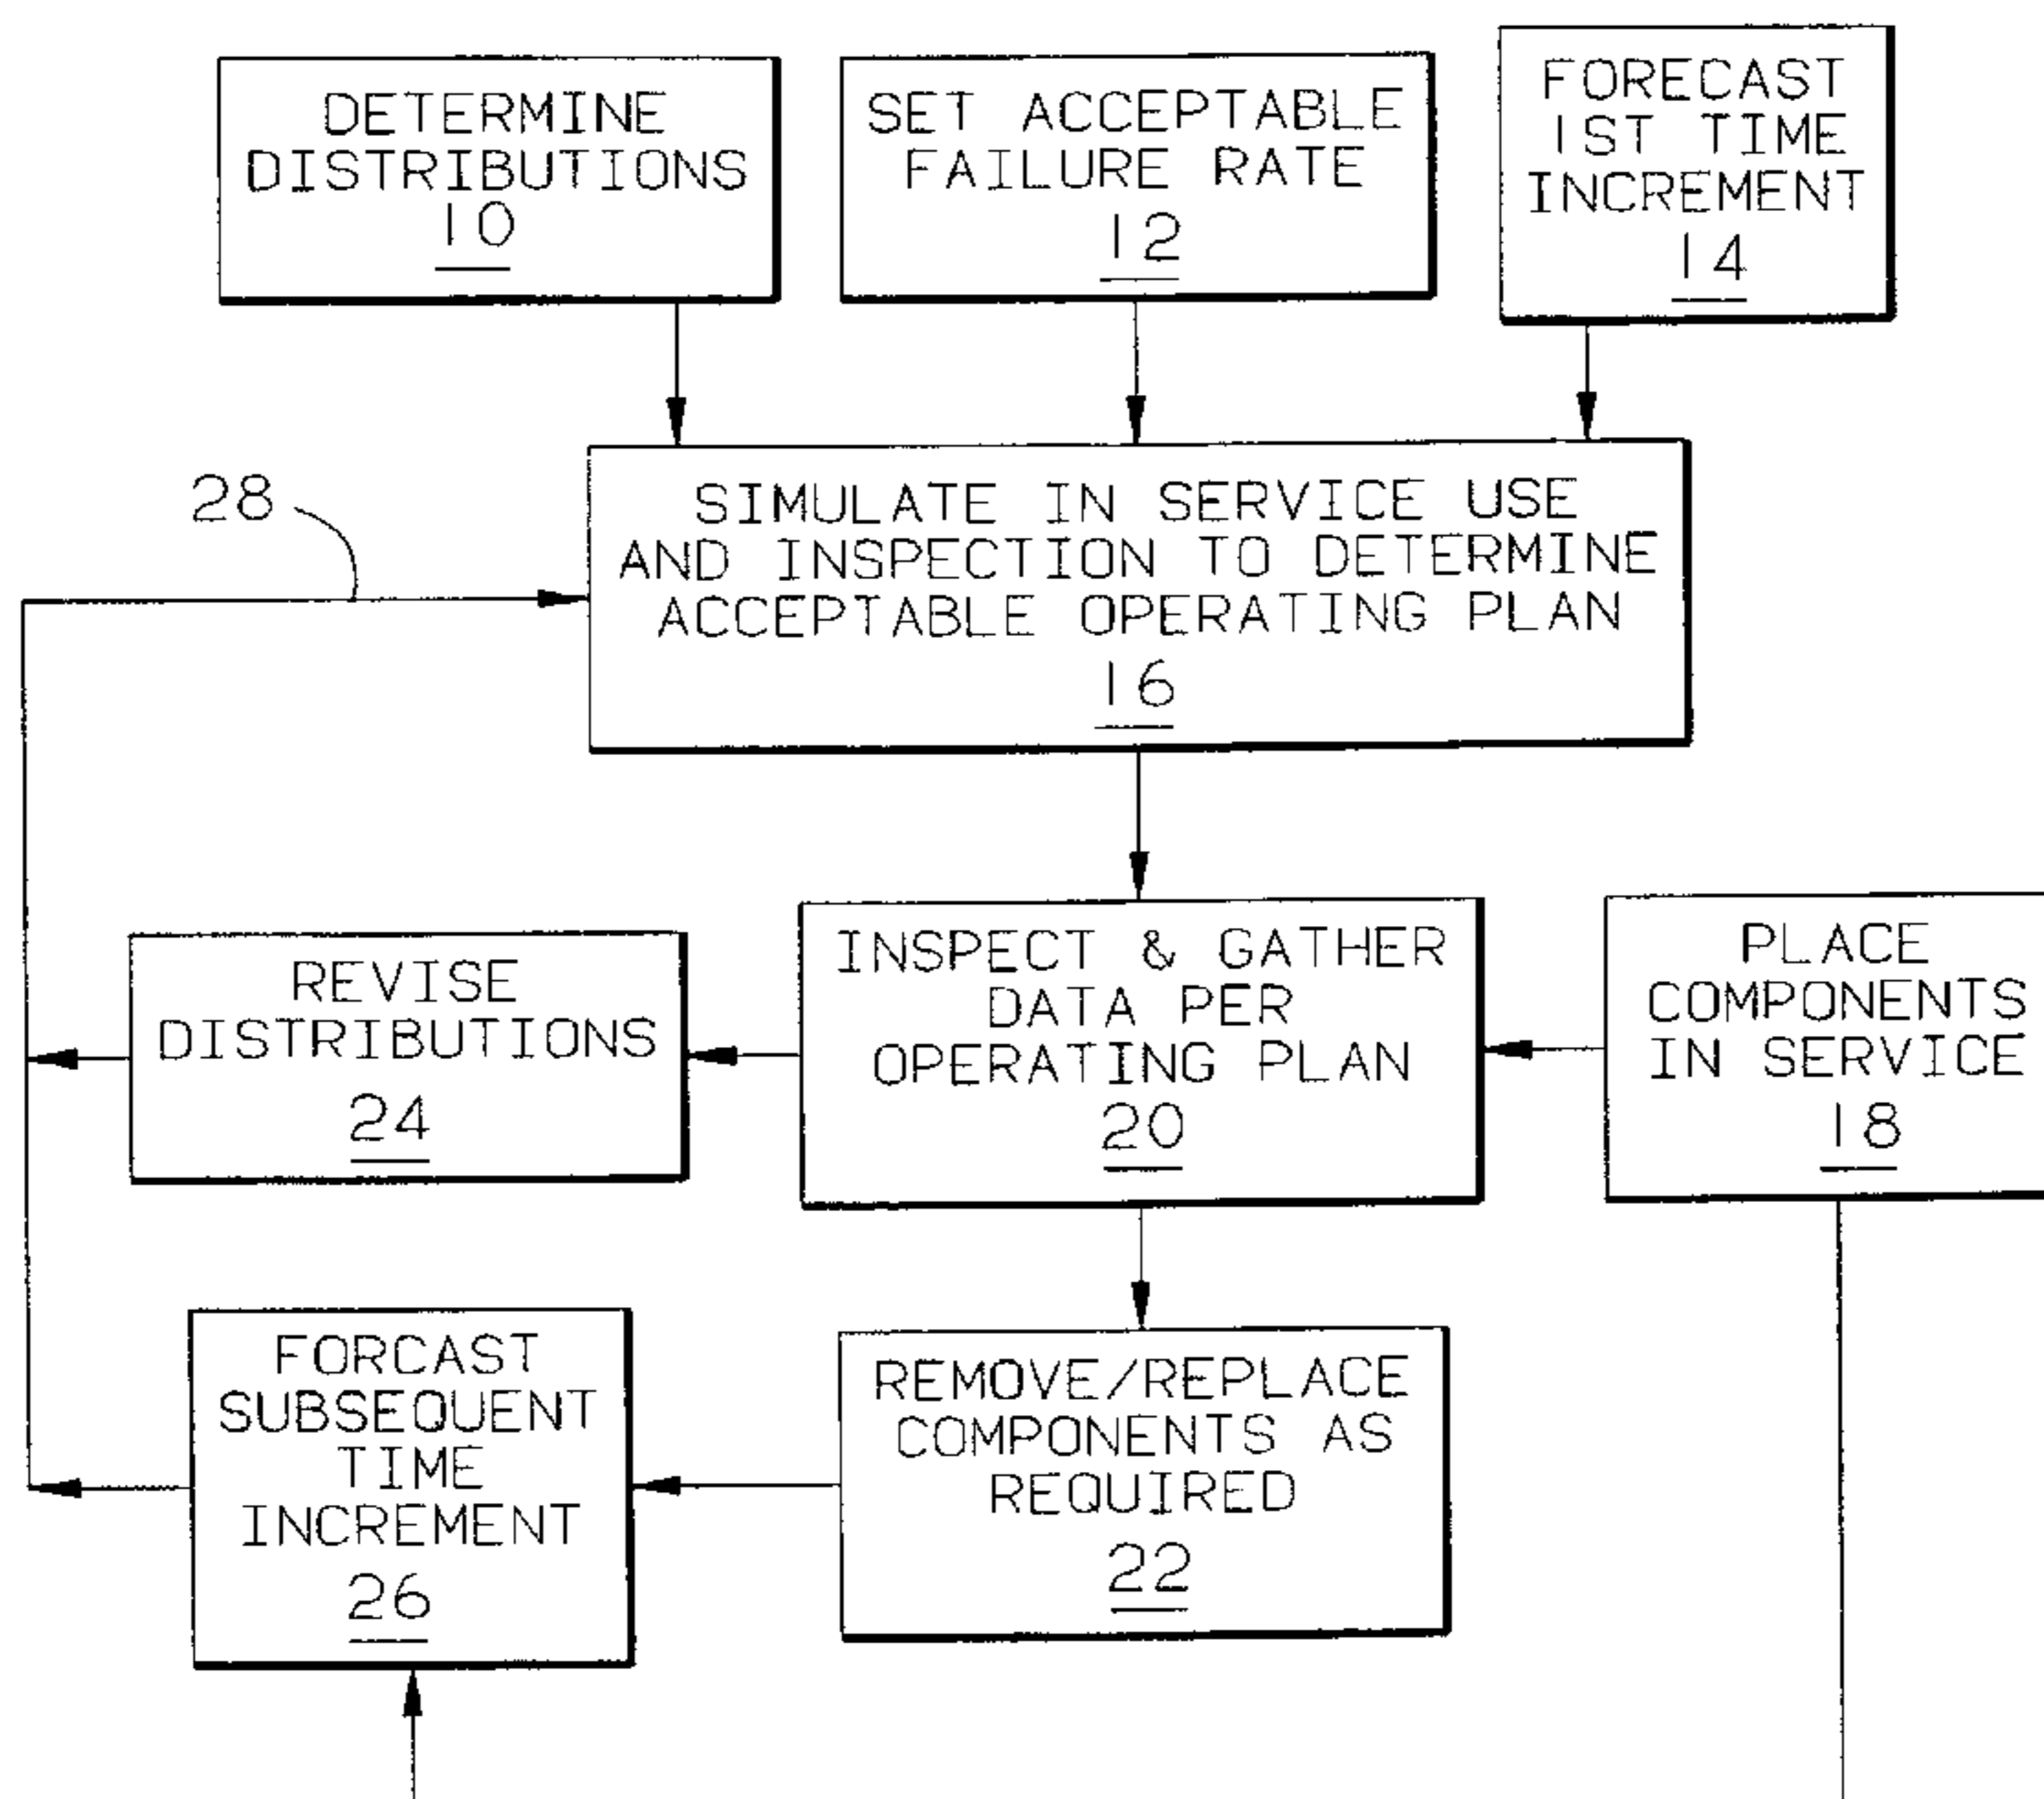 DETERMINE
DISTRIBUTIONS
10
SET ACCEPTABLE
FAILURE RATE
12
FORECAST
1ST TIME
INCREMENT
14
28
SIMULATE IN SERVICE USE
AND INSPECTION TO DETERMINE
ACCEPTABLE OPERATING PLAN
16
REVISE
DISTRIBUTIONS
24
INSPECT & GATHER
DATA PER
OPERATING PLAN
20
PLACE
COMPONENTS
IN SERVICE
18
FORCAST
SUBSEQUENT
TIME
INCREMENT
26
REMOVE/REPLACE
COMPONENTS AS
REQUIRED
22